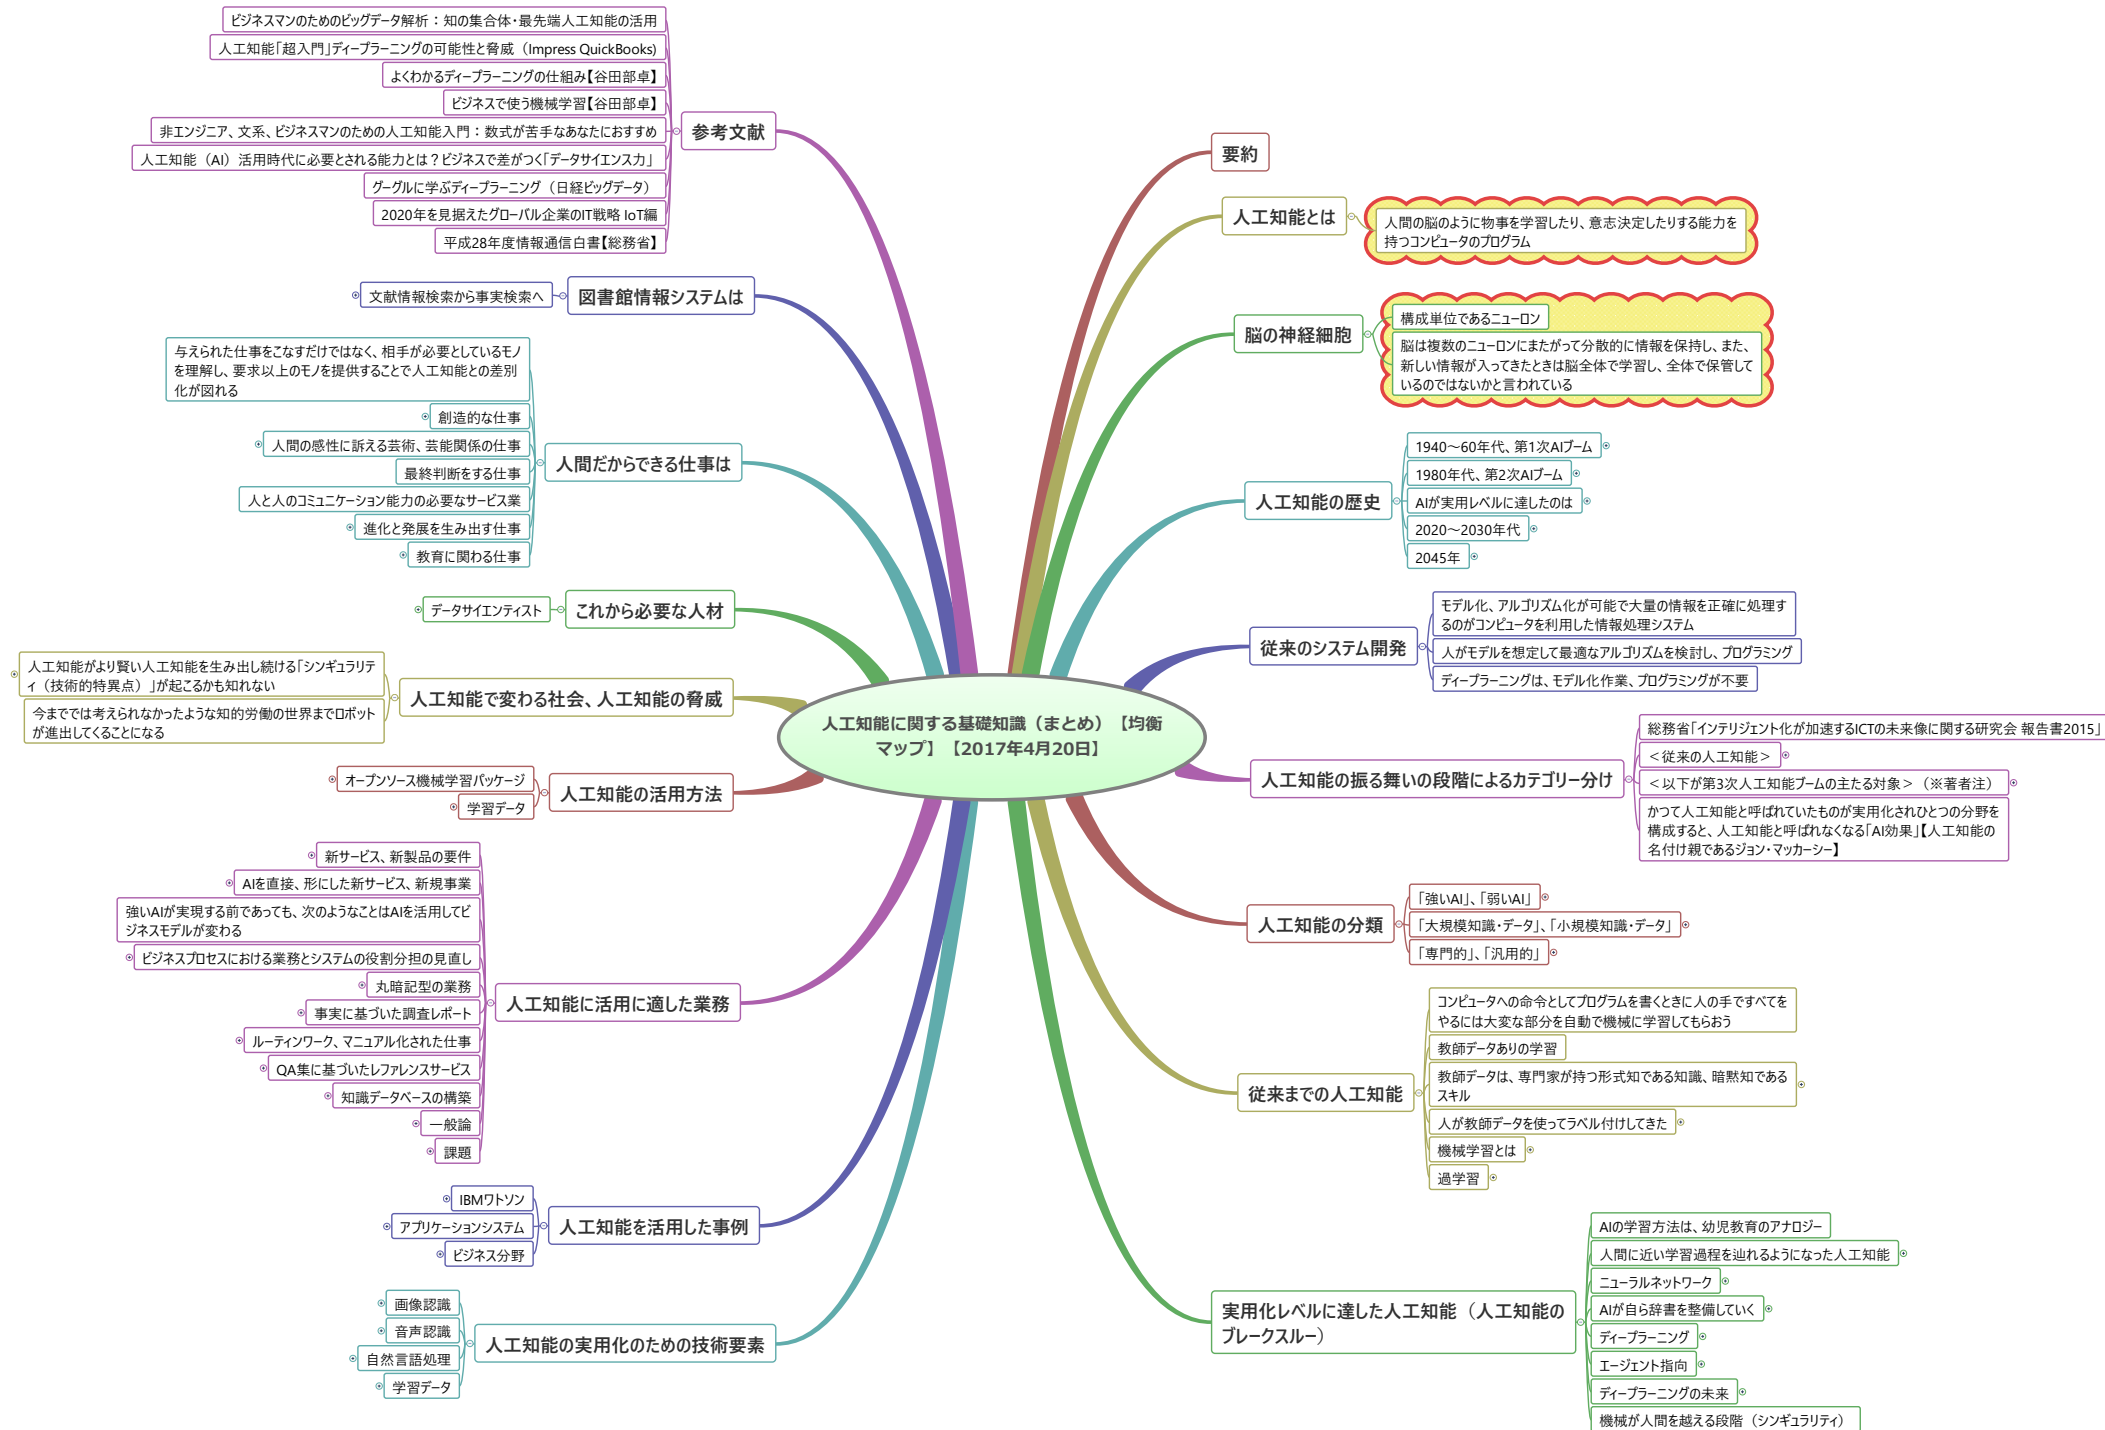 人工知能に関する基礎知識（まとめ）【均衡
マップ】【2017年4月20日】
要約
人工知能とは
人間の脳のように物事を学習したり、意志決定したりする能力を
持つコンピュータのプログラム
脳の神経細胞
構成単位であるニューロン
脳は複数のニューロンにまたがって分散的に情報を保持し、また、
新しい情報が入ってきたときは脳全体で学習し、全体で保管して
いるのではないかと言われている
人工知能の歴史
1940～60年代、第1次AIブーム
1980年代、第2次AIブーム
AIが実用レベルに達したのは
2020～2030年代
2045年
従来のシステム開発
モデル化、アルゴリズム化が可能で大量の情報を正確に処理す
るのがコンピュータを利用した情報処理システム
人がモデルを想定して最適なアルゴリズムを検討し、プログラミング
ディープラーニングは、モデル化作業、プログラミングが不要
人工知能の振る舞いの段階によるカテゴリー分け
総務省「インテリジェント化が加速するICTの未来像に関する研究会 報告書2015」
＜従来の人工知能＞
＜以下が第3次人工知能ブームの主たる対象＞（※著者注）
かつて人工知能と呼ばれていたものが実用化されひとつの分野を
構成すると、人工知能と呼ばれなくなる「AI効果」【人工知能の
名付け親であるジョン・マッカーシー】
人工知能の分類
「強いAI」、「弱いAI」
「大規模知識・データ」、「小規模知識・データ」
「専門的」、「汎用的」
従来までの人工知能
コンピュータへの命令としてプログラムを書くときに人の手ですべてを
やるには大変な部分を自動で機械に学習してもらおう
教師データありの学習
教師データは、専門家が持つ形式知である知識、暗黙知である
スキル
人が教師データを使ってラベル付けしてきた
機械学習とは
過学習
実用化レベルに達した人工知能（人工知能の
ブレークスルー）
AIの学習方法は、幼児教育のアナロジー
人間に近い学習過程を辿れるようになった人工知能
ニューラルネットワーク
AIが自ら辞書を整備していく
ディープラーニング
エージェント指向
ディープラーニングの未来
機械が人間を越える段階（シンギュラリティ）
参考文献
ビジネスマンのためのビッグデータ解析：知の集合体・最先端人工知能の活用
人工知能「超入門」ディープラーニングの可能性と脅威（Impress QuickBooks)
よくわかるディープラーニングの仕組み【谷田部卓】
ビジネスで使う機械学習【谷田部卓】
非エンジニア、文系、ビジネスマンのための人工知能入門：数式が苦手なあなたにおすすめ
人工知能（AI）活用時代に必要とされる能力とは？ビジネスで差がつく「データサイエンス力」
グーグルに学ぶディープラーニング（日経ビッグデータ）
2020年を見据えたグローバル企業のIT戦略 IoT編
平成28年度情報通信白書【総務省】
図書館情報システムは
文献情報検索から事実検索へ
人間だからできる仕事は
与えられた仕事をこなすだけではなく、相手が必要としているモノ
を理解し、要求以上のモノを提供することで人工知能との差別
化が図れる
創造的な仕事
人間の感性に訴える芸術、芸能関係の仕事
最終判断をする仕事
人と人のコミュニケーション能力の必要なサービス業
進化と発展を生み出す仕事
教育に関わる仕事
これから必要な人材
データサイエンティスト
人工知能で変わる社会、人工知能の脅威
人工知能がより賢い人工知能を生み出し続ける「シンギュラリテ
ィ（技術的特異点）」が起こるかも知れない
今まででは考えられなかったような知的労働の世界までロボット
が進出してくることになる
人工知能の活用方法
オープンソース機械学習パッケージ
学習データ
人工知能に活用に適した業務
新サービス、新製品の要件
AIを直接、形にした新サービス、新規事業
強いAIが実現する前であっても、次のようなことはAIを活用してビ
ジネスモデルが変わる
ビジネスプロセスにおける業務とシステムの役割分担の見直し
丸暗記型の業務
事実に基づいた調査レポート
ルーティンワーク、マニュアル化された仕事
QA集に基づいたレファレンスサービス
知識データベースの構築
一般論
課題
人工知能を活用した事例
IBMワトソン
アプリケーションシステム
ビジネス分野
人工知能の実用化のための技術要素
画像認識
音声認識
自然言語処理
学習データ